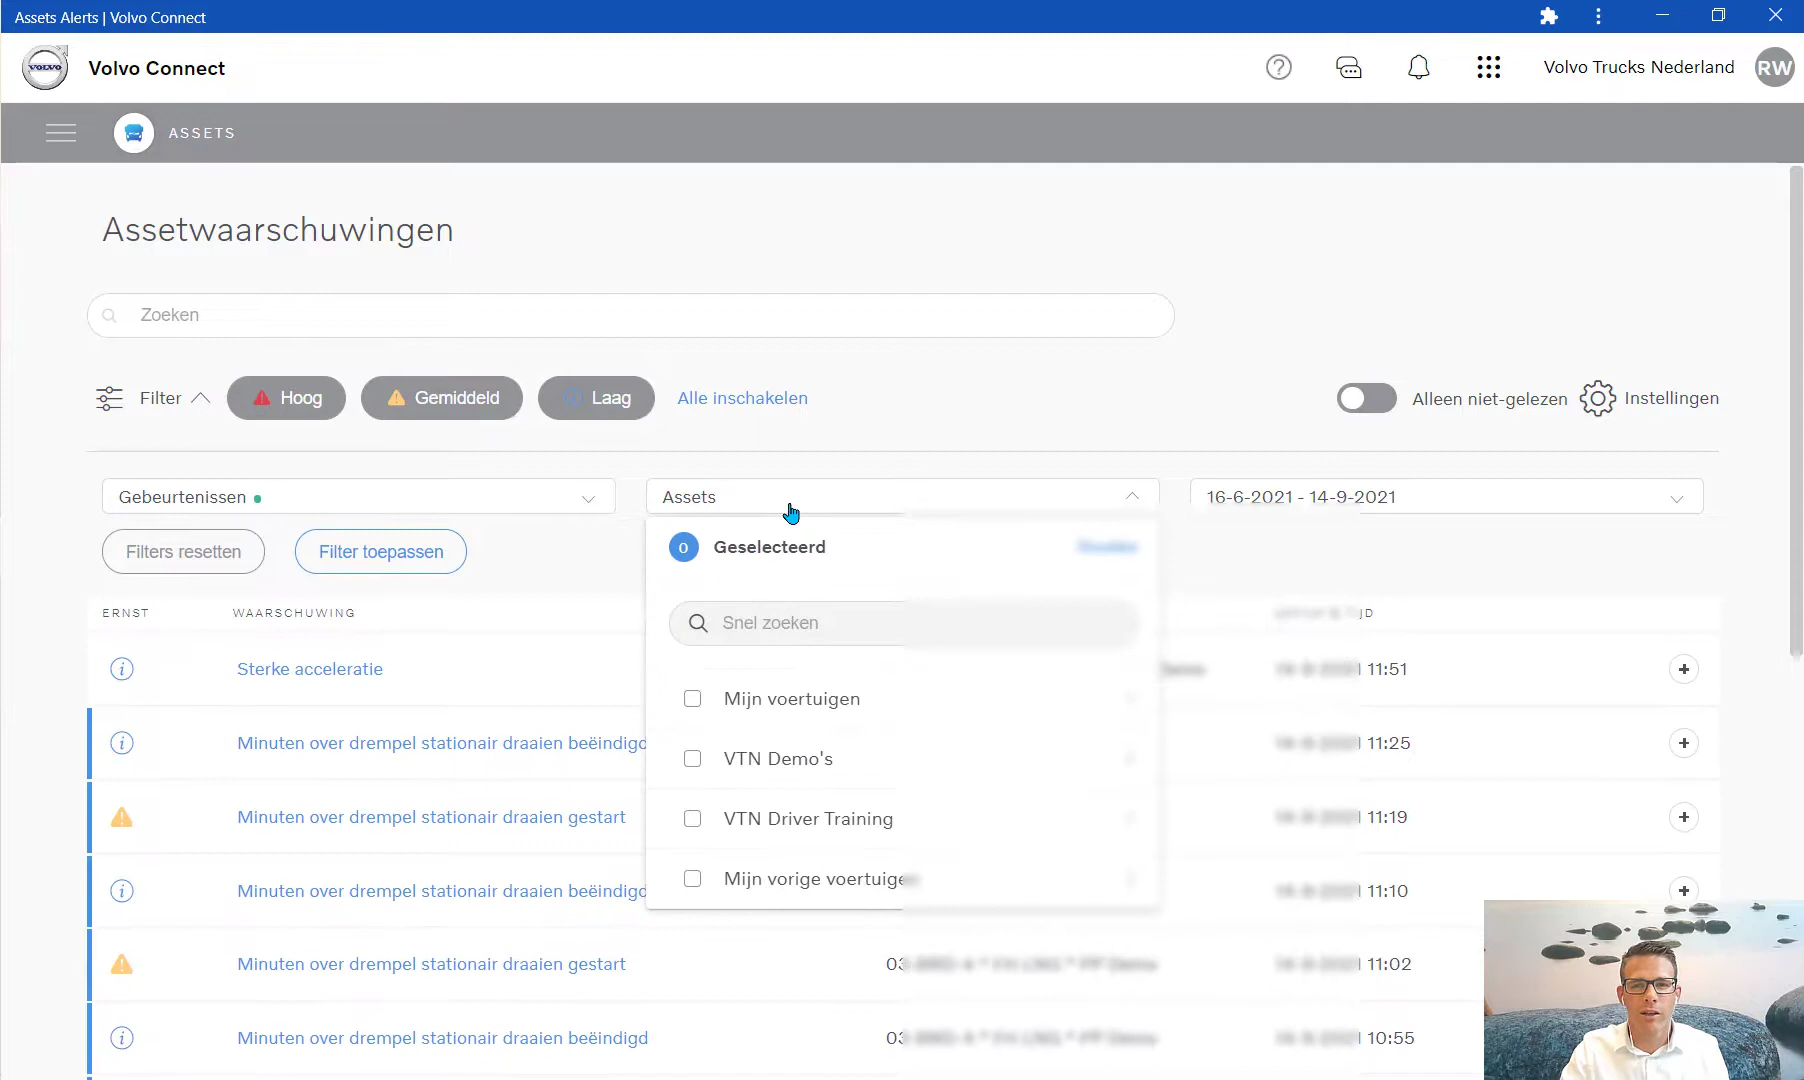 Assets Alerts | Volvo Connect
VOLVO
Volvo Connect
Volvo Trucks Nederland
RW
ASSETS
Assetwaarschuwingen
Zoeken
Filter
Hoog
Gemiddeld
Laag
Alle inschakelen
Alleen niet-gelezen
Instellingen
Gebeurtenissen
Assets
16-6-2021 - 14-9-2021
Filters resetten
Filter toepassen
0 Geselecteerd
Snel zoeken
Mijn voertuigen
VTN Demo's
VTN Driver Training
Mijn vorige voertuigen
ERNST
WAARSCHUWING
Sterke acceleratie
11:51
Minuten over drempel stationair draaien beëindigd
11:25
Minuten over drempel stationair draaien gestart
11:19
Minuten over drempel stationair draaien beëindigd
11:10
Minuten over drempel stationair draaien gestart
11:02
Minuten over drempel stationair draaien beëindigd
10:55